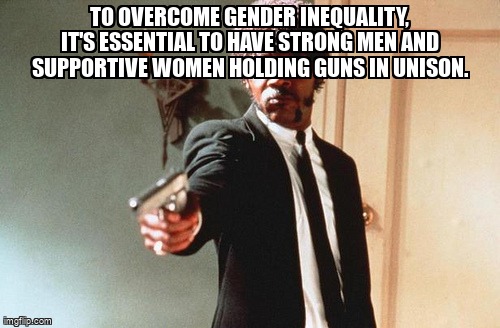 TO OVERCOME GENDER INEQUALITY,
IT'S ESSENTIAL TO HAVE STRONG MEN AND
SUPPORTIVE WOMEN HOLDING GUNS IN UNISON.
imgflip.com